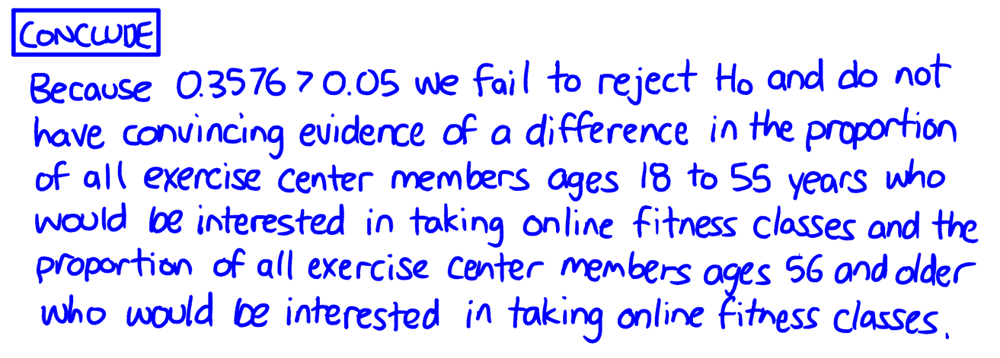 CONCLUDE
Because 0.3576 > 0.05 we fail to reject Ho and do not
have convincing evidence of a difference in the proportion
of all exercise center members ages 18 to 55 years who
would be interested in taking online fitness classes and the
proportion of all exercise center members ages 56 and older
who would be interested in taking online fitness classes.